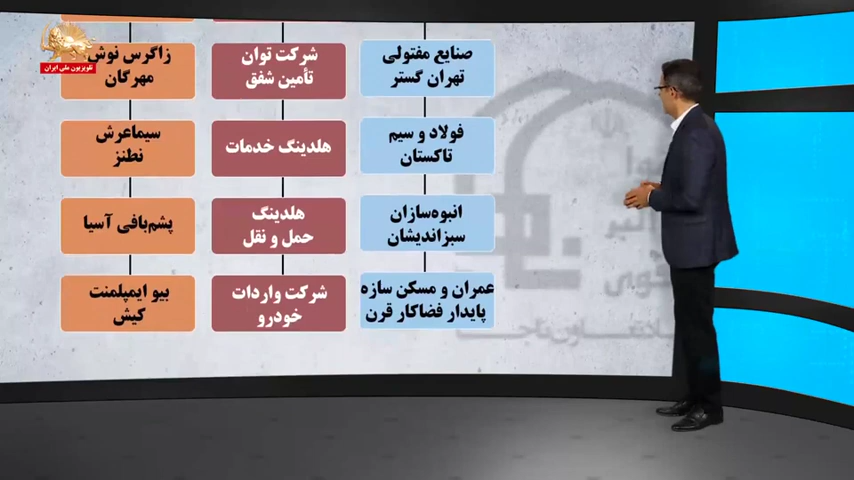 تلویزیون ملی ایران
صنایع مفتولی
تهران گستر
شرکت توان
تأمین شفق
زاگرس نوش
مهرگان
فولاد و سیم
تاکستان
هلدینگ خدمات
سیماعرش
نطنز
انبوه‌سازان
سبزاندیشان
هلدینگ
حمل و نقل
پشم‌بافی آسیا
عمران و مسکن سازه
پایدار فضاکار قرن
شرکت واردات
خودرو
بیو ایمپلمنت
کیش